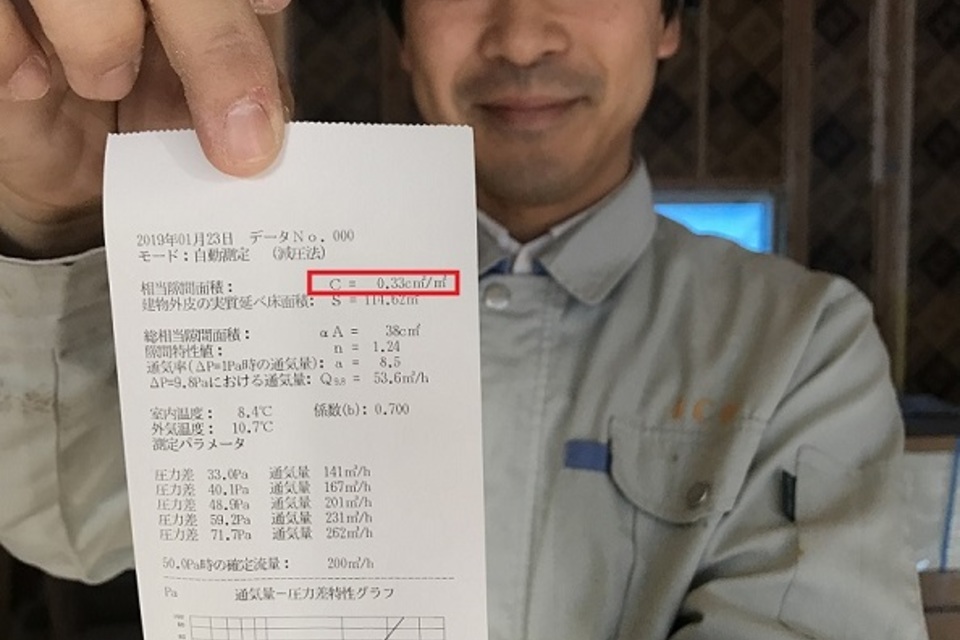 2019年01月23日 データNo. 000
モード：自動測定 （減圧法）
相当隙間面積： C = 0.33c㎡/㎡
建物外皮の実質延べ床面積： S = 114.62㎡
総相当隙間面積： αA = 38c㎡
隙間特性値： n = 1.24
通気率(ΔP=1Pa時の通気量)： a = 8.5
ΔP=9.8Paにおける通気量： Q9.8 = 53.6㎥/h
室内温度： 8.4℃ 係数(b)：0.700
外気温度： 10.7℃
測定パラメータ
圧力差 33.0Pa 通気量 141㎥/h
圧力差 40.1Pa 通気量 167㎥/h
圧力差 48.9Pa 通気量 201㎥/h
圧力差 59.2Pa 通気量 231㎥/h
圧力差 71.7Pa 通気量 262㎥/h
50.0Pa時の確定流量： 200㎥/h
Pa 通気量－圧力差特性グラフ